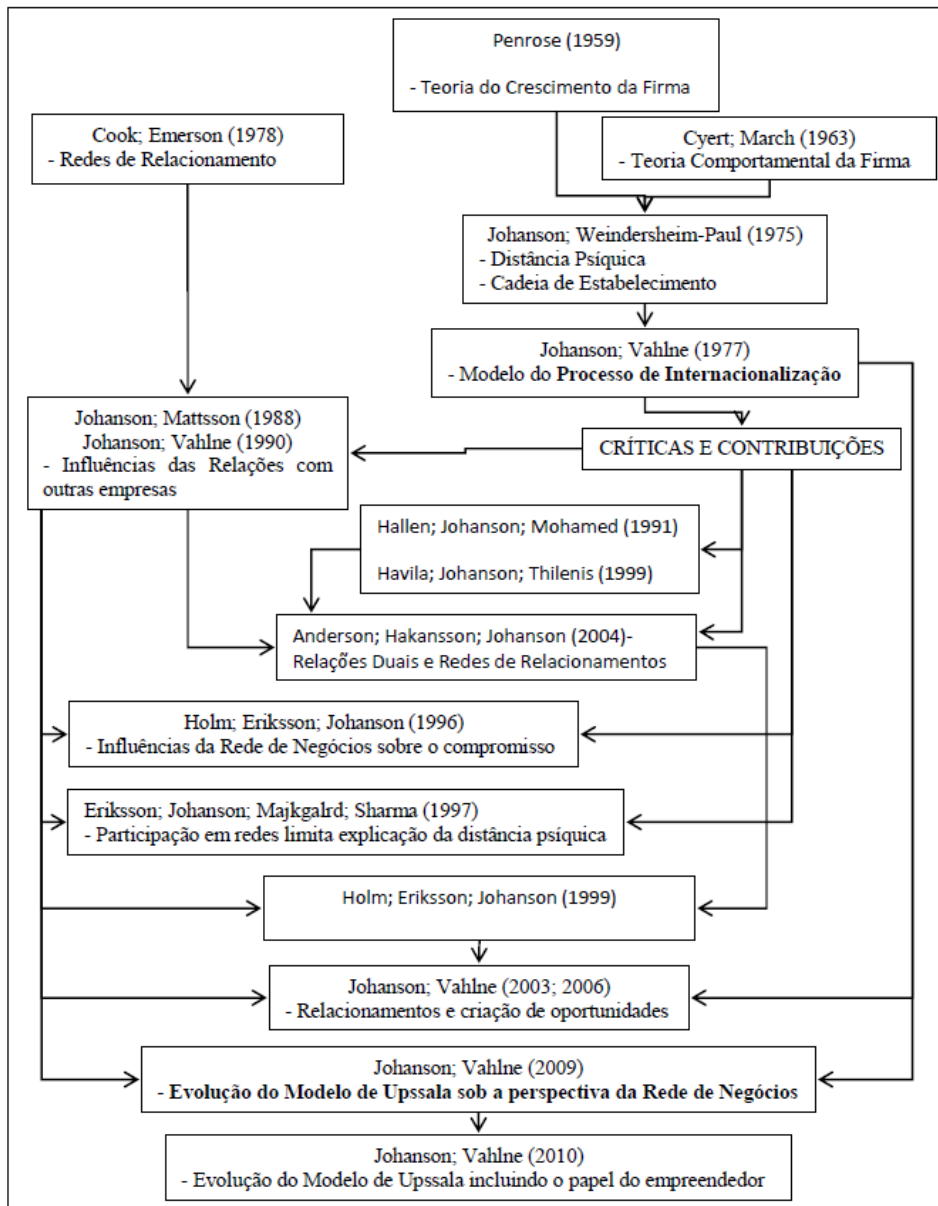 Penrose (1959)
- Teoria do Crescimento da Firma
Cook; Emerson (1978)
- Redes de Relacionamento
Cyert; March (1963)
- Teoria Comportamental da Firma
Johanson; Weindersheim-Paul (1975)
- Distância Psíquica
- Cadeia de Estabelecimento
Johanson; Vahlne (1977)
- Modelo do Processo de Internacionalização
Johanson; Mattsson (1988)
Johanson; Vahlne (1990)
- Influências das Relações com
outras empresas
CRÍTICAS E CONTRIBUIÇÕES
Hallen; Johanson; Mohamed (1991)
Havila; Johanson; Thilenis (1999)
Anderson; Hakansson; Johanson (2004)-
Relações Duais e Redes de Relacionamentos
Holm; Eriksson; Johanson (1996)
- Influências da Rede de Negócios sobre o compromisso
Eriksson; Johanson; Majkgalrd; Sharma (1997)
- Participação em redes limita explicação da distância psíquica
Holm; Eriksson; Johanson (1999)
Johanson; Vahlne (2003; 2006)
- Relacionamentos e criação de oportunidades
Johanson; Vahlne (2009)
- Evolução do Modelo de Upssala sob a perspectiva da Rede de Negócios
Johanson; Vahlne (2010)
- Evolução do Modelo de Upssala incluindo o papel do empreendedor